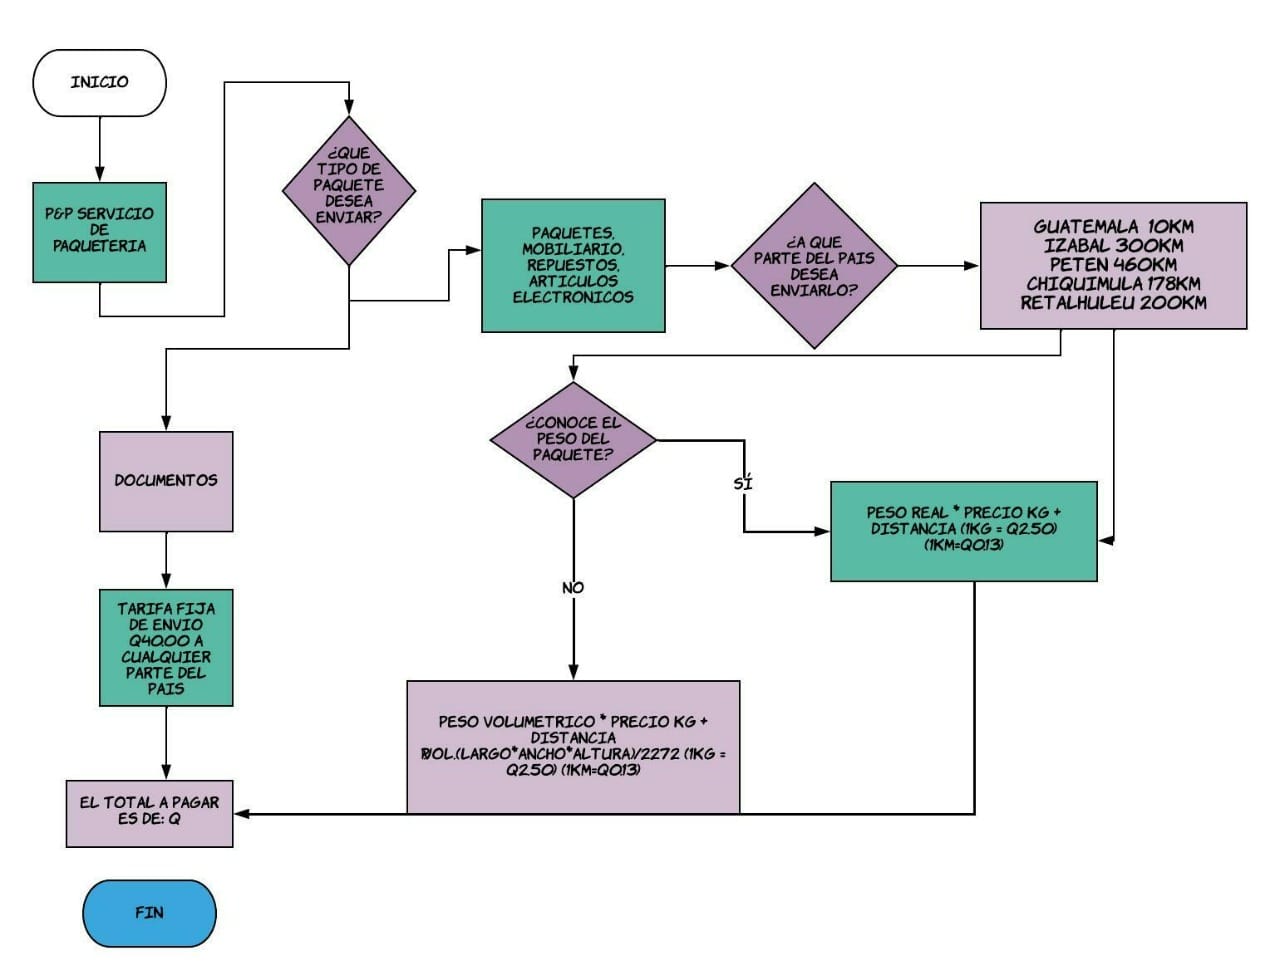 INICIO
P&P SERVICIO
DE
PAQUETERIA
¿QUE
TIPO DE
PAQUETE
DESEA
ENVIAR?
PAQUETES,
MOBILIARIO,
REPUESTOS,
ARTICULOS
ELECTRONICOS
¿A QUE
PARTE DEL PAIS
DESEA
ENVIARLO?
GUATEMALA 10KM
IZABAL 300KM
PETEN 460KM
CHIQUIMULA 178KM
RETALHULEU 200KM
¿CONOCE EL
PESO DEL
PAQUETE?
SÍ
PESO REAL * PRECIO KG +
DISTANCIA (1KG = Q2.50)
(1KM=Q0.13)
NO
DOCUMENTOS
TARIFA FIJA
DE ENVIO
Q40.00 A
CUALQUIER
PARTE DEL
PAIS
PESO VOLUMETRICO * PRECIO KG +
DISTANCIA
P/VOL.(LARGO*ANCHO*ALTURA)/2272 (1KG =
Q2.50) (1KM=Q0.13)
EL TOTAL A PAGAR
ES DE: Q
FIN